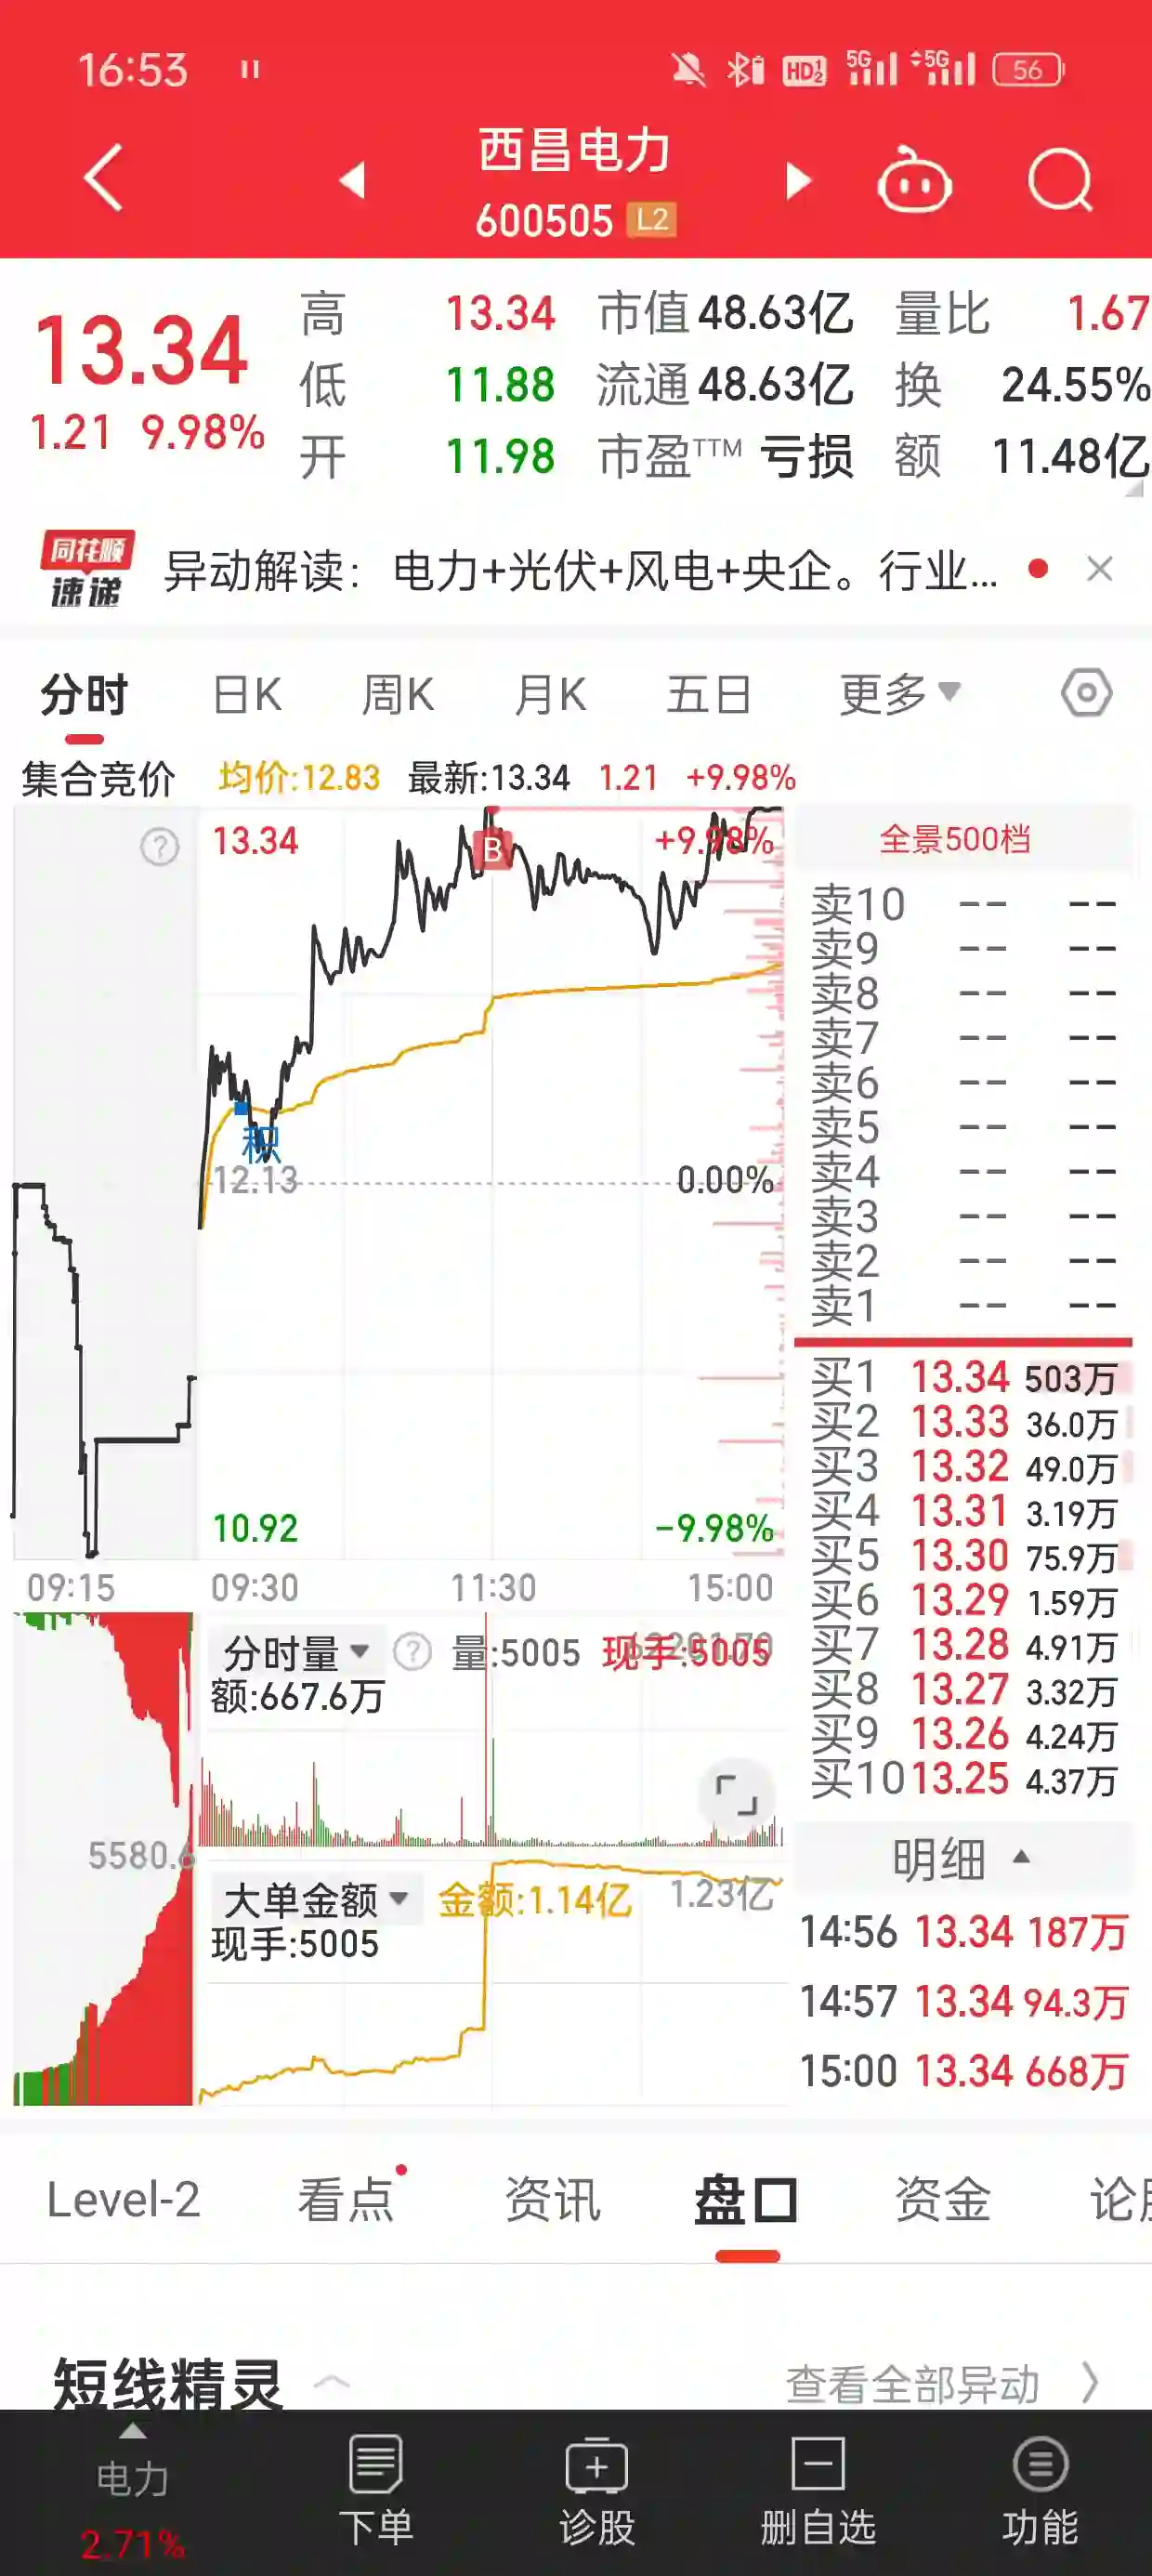 16:53 HD 1 2 5G 5G 56
西昌电力
600505 L2
13.34
1.21 9.98%
高 13.34 市值 48.63亿 量比 1.67
低 11.88 流通 48.63亿 换 24.55%
开 11.98 市盈TTM 亏损 额 11.48亿
同花顺
速递
异动解读：电力+光伏+风电+央企。行业...
分时 日K 周K 月K 五日 更多
集合竞价 均价:12.83 最新:13.34 1.21 +9.98%
13.34 +9.98%
B
积
12.13 0.00%
10.92 -9.98%
09:15 09:30 11:30 15:00
分时量 ? 量:5005 现手:5005
额:667.6万
5580.6
大单金额 金额:1.14亿 1.23亿
现手:5005
全景500档
卖10 -- --
卖9 -- --
卖8 -- --
卖7 -- --
卖6 -- --
卖5 -- --
卖4 -- --
卖3 -- --
卖2 -- --
卖1 -- --
买1 13.34 503万
买2 13.33 36.0万
买3 13.32 49.0万
买4 13.31 3.19万
买5 13.30 75.9万
买6 13.29 1.59万
买7 13.28 4.91万
买8 13.27 3.32万
买9 13.26 4.24万
买10 13.25 4.37万
明细
14:56 13.34 187万
14:57 13.34 94.3万
15:00 13.34 668万
Level-2 看点 资讯 盘口 资金 论
短线精灵 查看全部异动
电力
2.71%
下单 诊股 删自选 功能